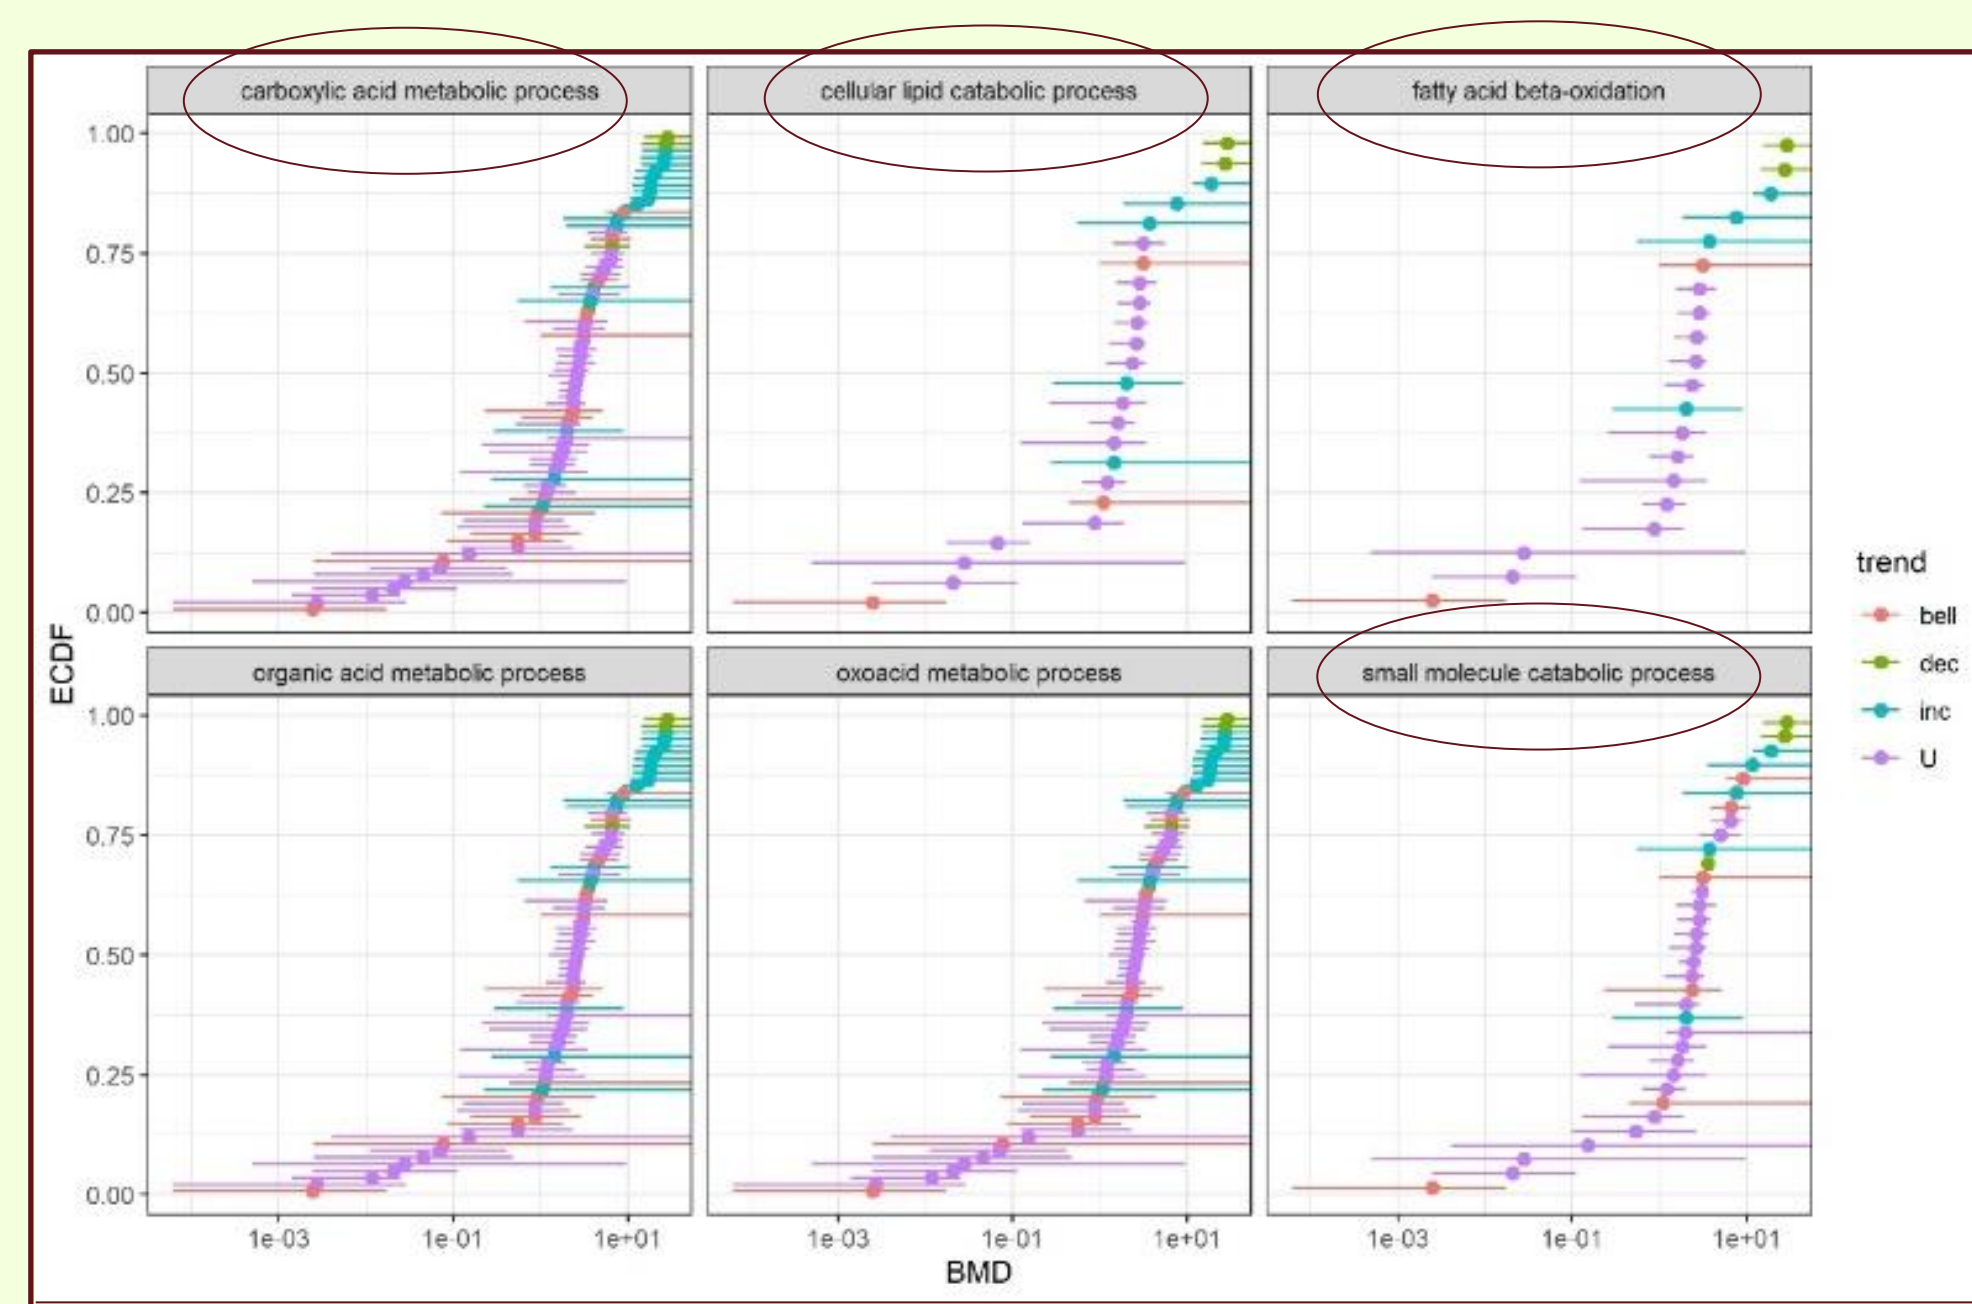 carboxylic acid metabolic process
cellular lipid catabolic process
fatty acid beta-oxidation
1.00
0.75
0.50
0.25
0.00
organic acid metabolic process
oxoacid metabolic process
small molecule catabolic process
1.00
0.75
0.50
0.25
0.00
ECDF
1e-03
1e-01
1e+01
1e-03
1e-01
1e+01
1e-03
1e-01
1e+01
BMD
trend
bell
dec
inc
U